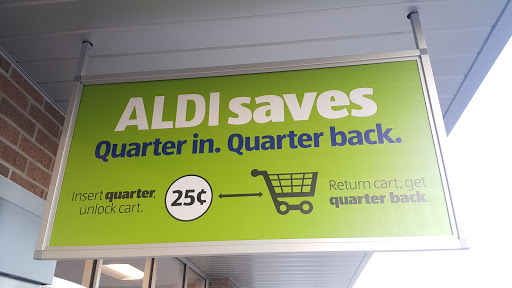 ALDI saves
Quarter in. Quarter back.
Insert quarter,
unlock cart.
25¢
Return cart, get
quarter back.